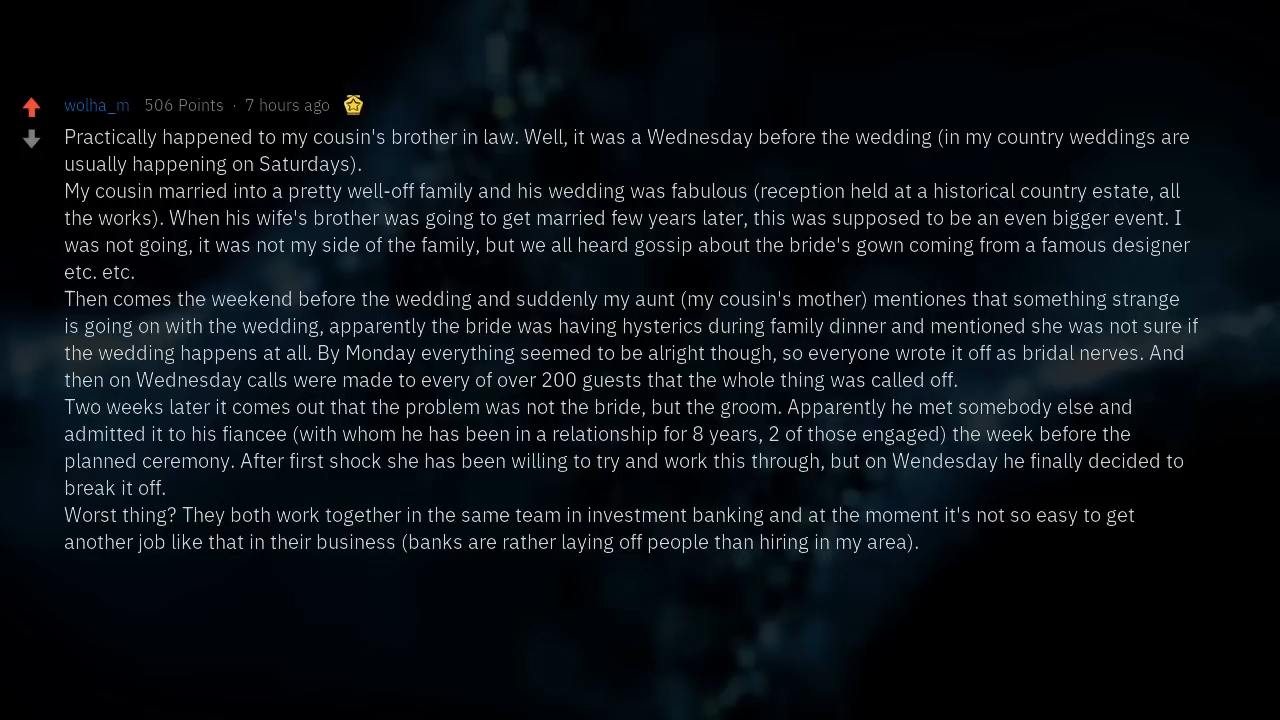 wolha_m 506 Points · 7 hours ago
Practically happened to my cousin's brother in law. Well, it was a Wednesday before the wedding (in my country weddings are
usually happening on Saturdays).
My cousin married into a pretty well-off family and his wedding was fabulous (reception held at a historical country estate, all
the works). When his wife's brother was going to get married few years later, this was supposed to be an even bigger event. I
was not going, it was not my side of the family, but we all heard gossip about the bride's gown coming from a famous designer
etc. etc.
Then comes the weekend before the wedding and suddenly my aunt (my cousin's mother) mentiones that something strange
is going on with the wedding, apparently the bride was having hysterics during family dinner and mentioned she was not sure if
the wedding happens at all. By Monday everything seemed to be alright though, so everyone wrote it off as bridal nerves. And
then on Wednesday calls were made to every of over 200 guests that the whole thing was called off.
Two weeks later it comes out that the problem was not the bride, but the groom. Apparently he met somebody else and
admitted it to his fiancee (with whom he has been in a relationship for 8 years, 2 of those engaged) the week before the
planned ceremony. After first shock she has been willing to try and work this through, but on Wendesday he finally decided to
break it off.
Worst thing? They both work together in the same team in investment banking and at the moment it's not so easy to get
another job like that in their business (banks are rather laying off people than hiring in my area).